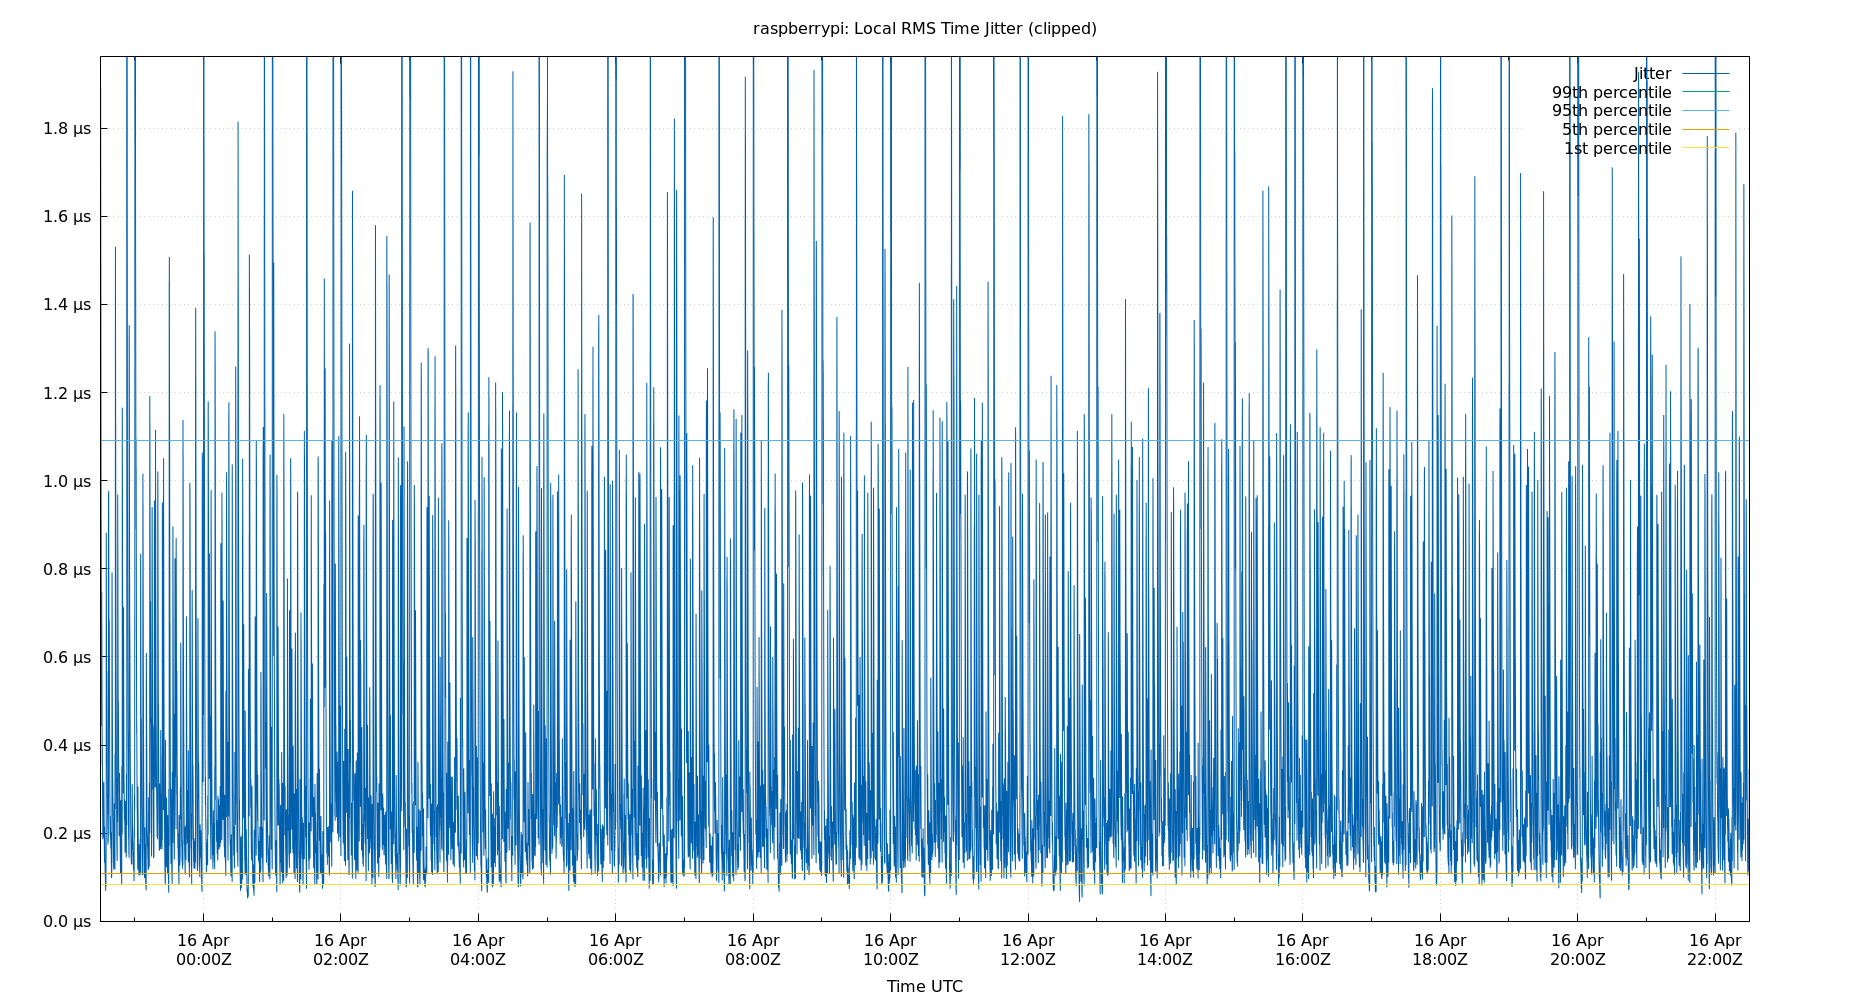 raspberrypi: Local RMS Time Jitter (clipped)
Jitter
99th percentile
95th percentile
5th percentile
1st percentile
1.8 µs
1.6 µs
1.4 µs
1.2 µs
1.0 µs
0.8 µs
0.6 µs
0.4 µs
0.2 µs
0.0 µs
16 Apr 16 Apr 16 Apr 16 Apr 16 Apr 16 Apr 16 Apr 16 Apr 16 Apr 16 Apr 16 Apr 16 Apr
00:00Z 02:00Z 04:00Z 06:00Z 08:00Z 10:00Z 12:00Z 14:00Z 16:00Z 18:00Z 20:00Z 22:00Z
Time UTC